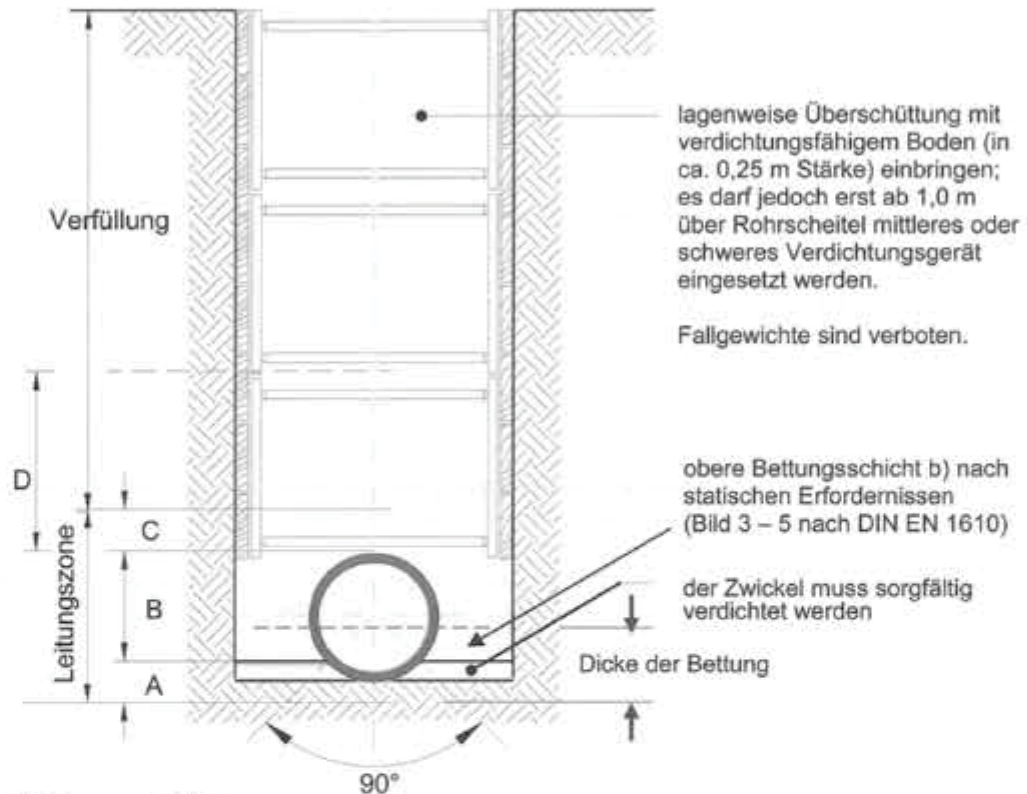 lagenweise Überschüttung mit
verdichtungsfähigem Boden (in
ca. 0,25 m Stärke) einbringen;
es darf jedoch erst ab 1,0 m
über Rohrscheitel mittleres oder
schweres Verdichtungsgerät
eingesetzt werden.
Fallgewichte sind verboten.
Verfüllung
D
C
Leitungszone
B
A
obere Bettungsschicht b) nach
statischen Erfordernissen
(Bild 3 – 5 nach DIN EN 1610)
der Zwickel muss sorgfältig
verdichtet werden
Dicke der Bettung
90°